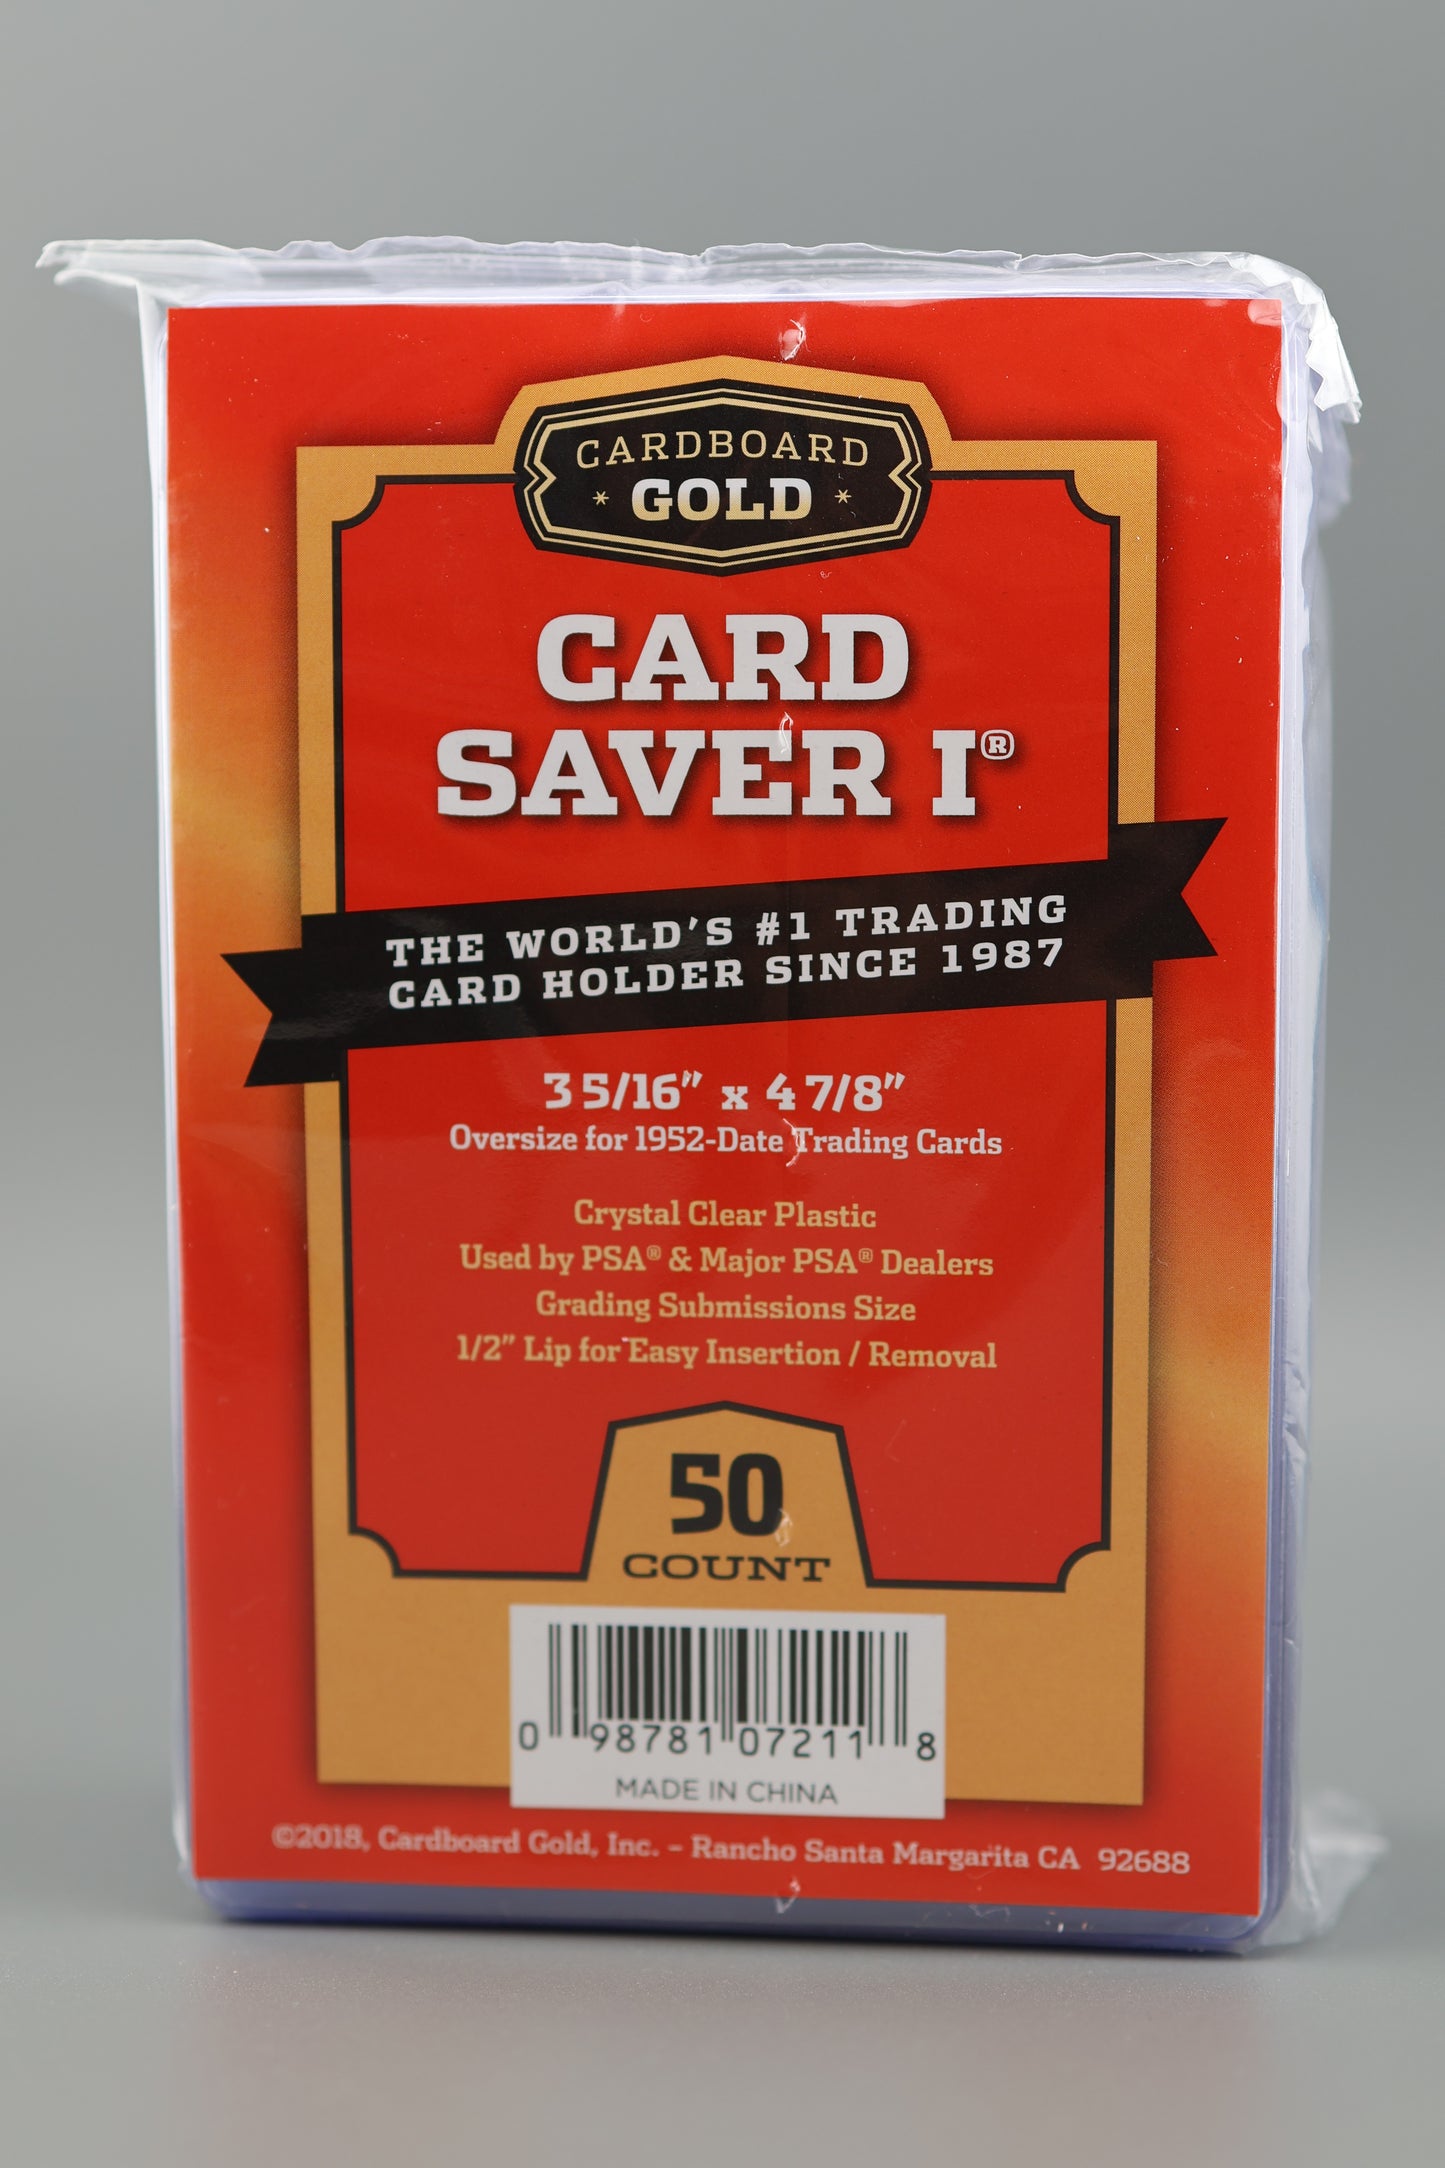 CARDBOARD
* GOLD *
CARD
SAVER I®
THE WORLD'S #1 TRADING
CARD HOLDER SINCE 1987
3 5/16" x 4 7/8"
Oversize for 1952-Date Trading Cards
Crystal Clear Plastic
Used by PSA® & Major PSA® Dealers
Grading Submissions Size
1/2" Lip for Easy Insertion / Removal
50
COUNT
0 98781 07211 8
MADE IN CHINA
©2018, Cardboard Gold, Inc. – Rancho Santa Margarita CA 92688